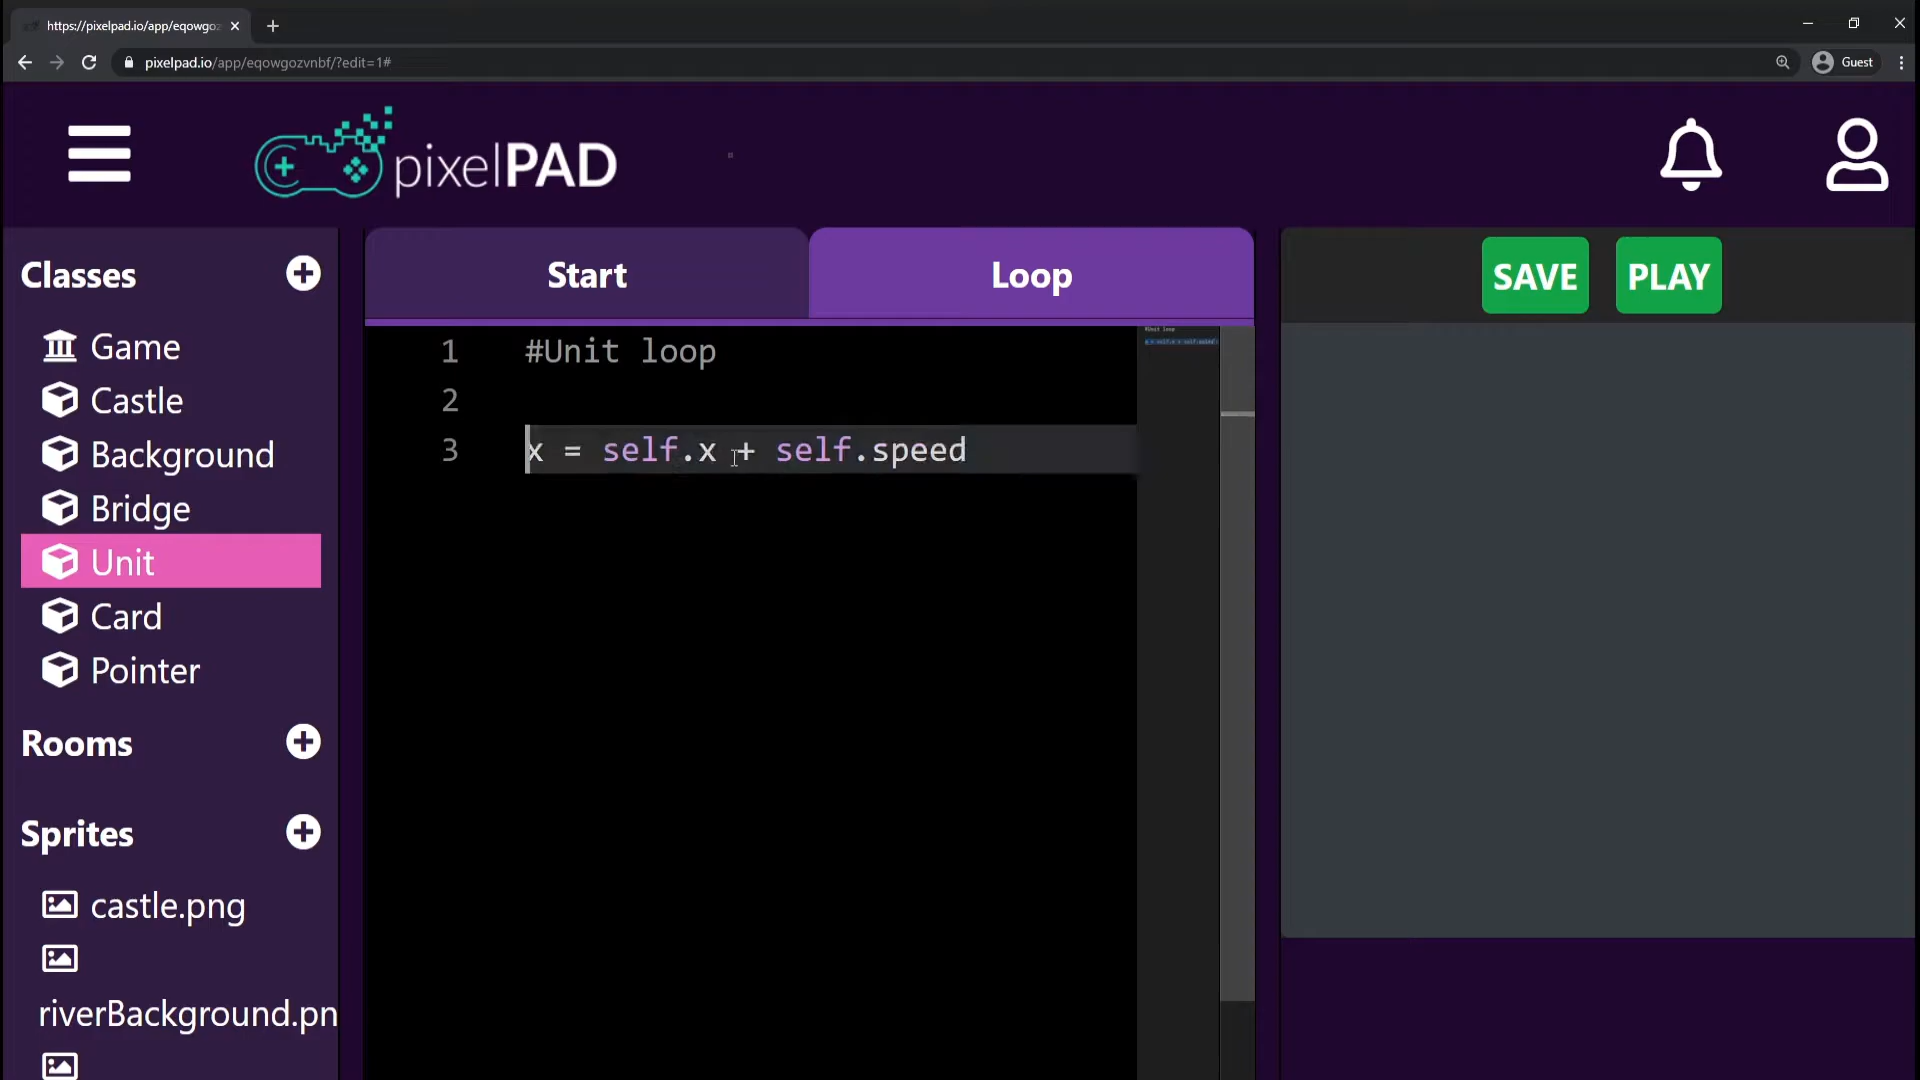 https://pixelpad.io/app/eqowgoz
pixelpad.io/app/eqowgozvnbf/?edit=1#
Guest
pixelPAD
Classes
Game
Castle
Background
Bridge
Unit
Card
Pointer
Rooms
Sprites
castle.png
riverBackground.pn
Start
Loop
1 #Unit loop
2
3 x = self.x + self.speed
SAVE
PLAY